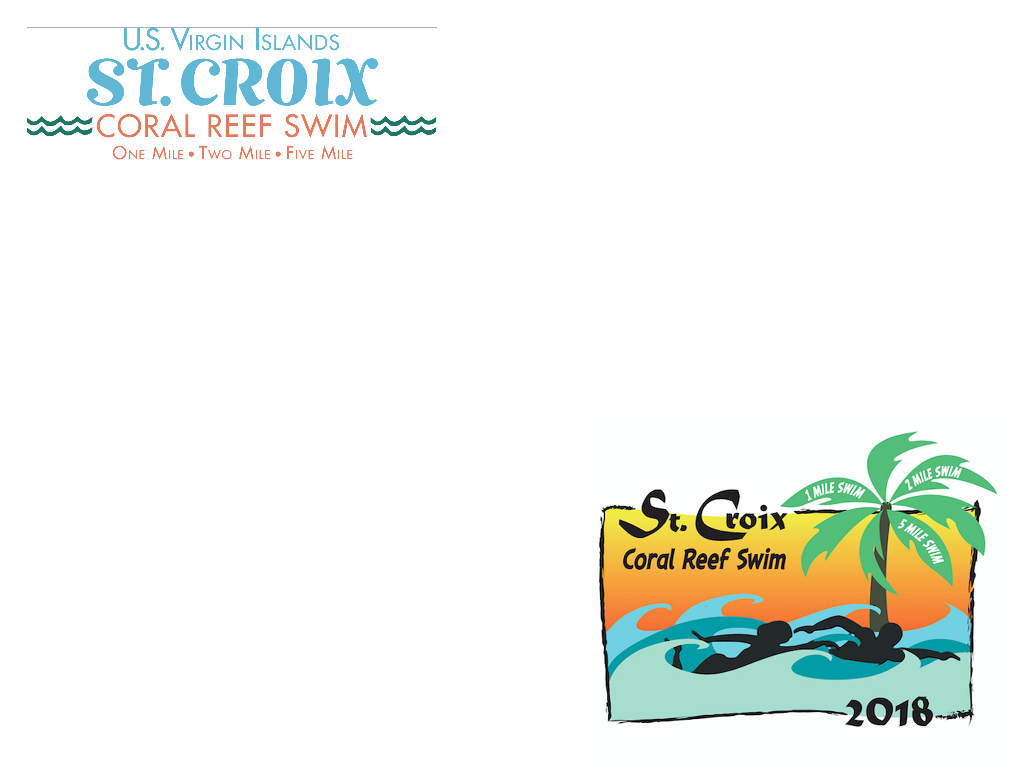 U.S. Virgin Islands
ST. CROIX
CORAL REEF SWIM
One Mile • Two Mile • Five Mile
1 MILE SWIM
2 MILE SWIM
5 MILE SWIM
St. Croix
Coral Reef Swim
2018